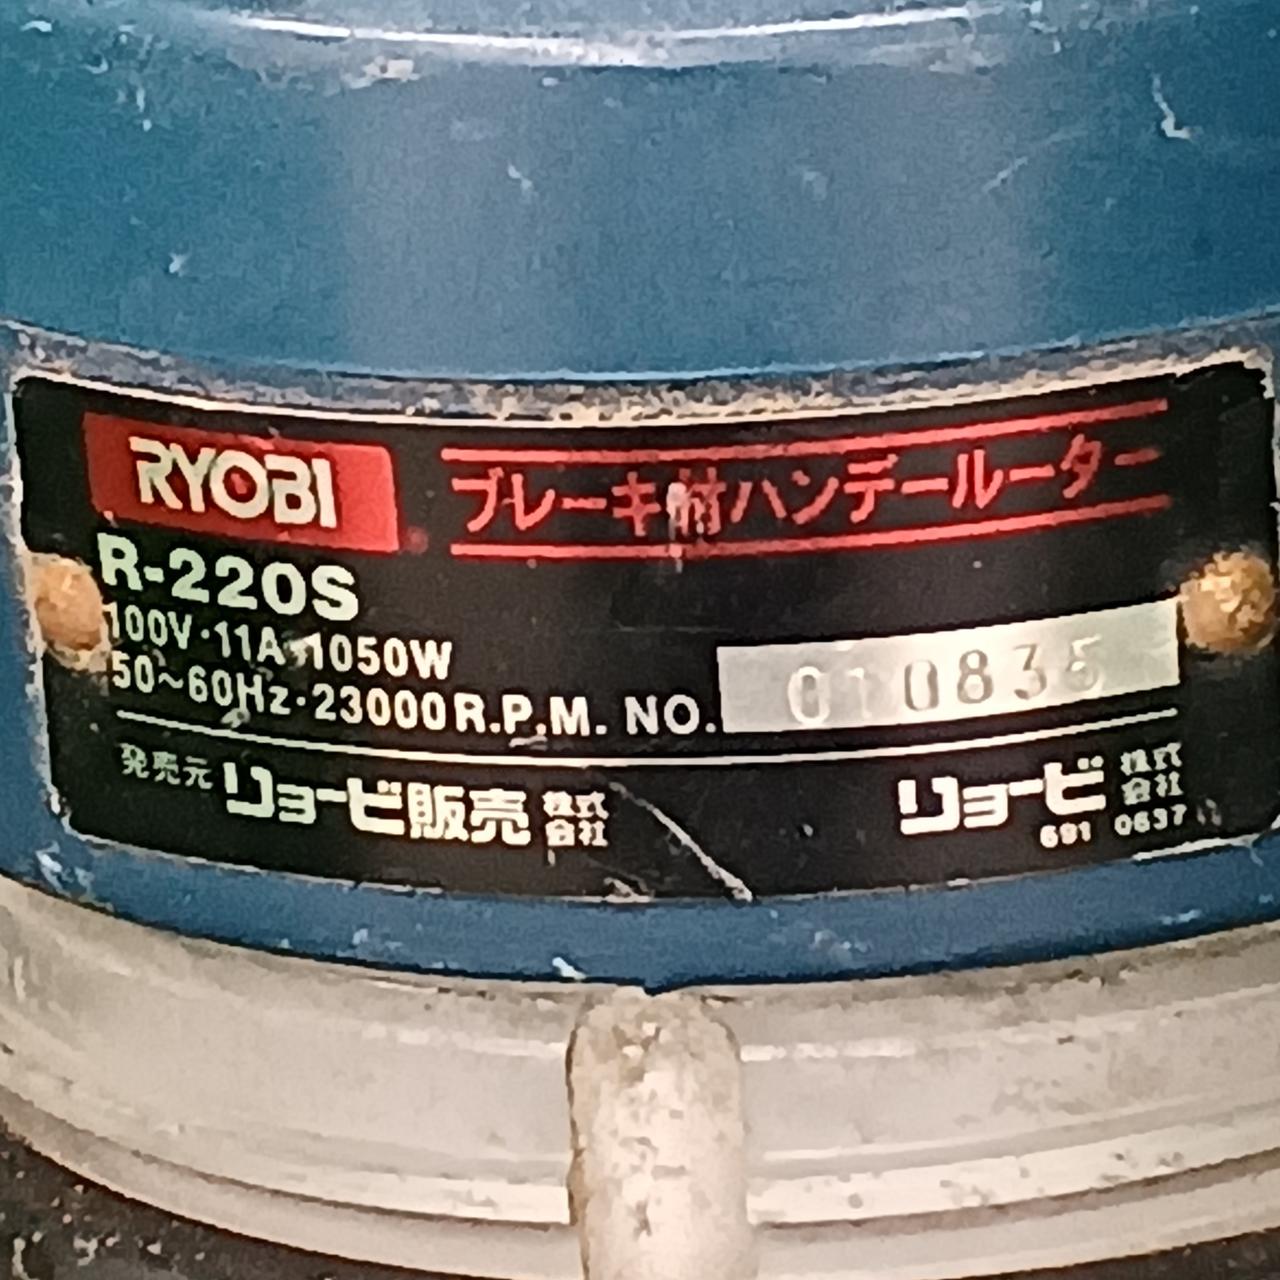 RYOBI
ブレーキ付ハンデールーター
R-220S
100V・11A・1050W
50~60Hz・23000R.P.M. NO. 010835
発売元 リョービ販売株式会社
リョービ株式会社
691 0637